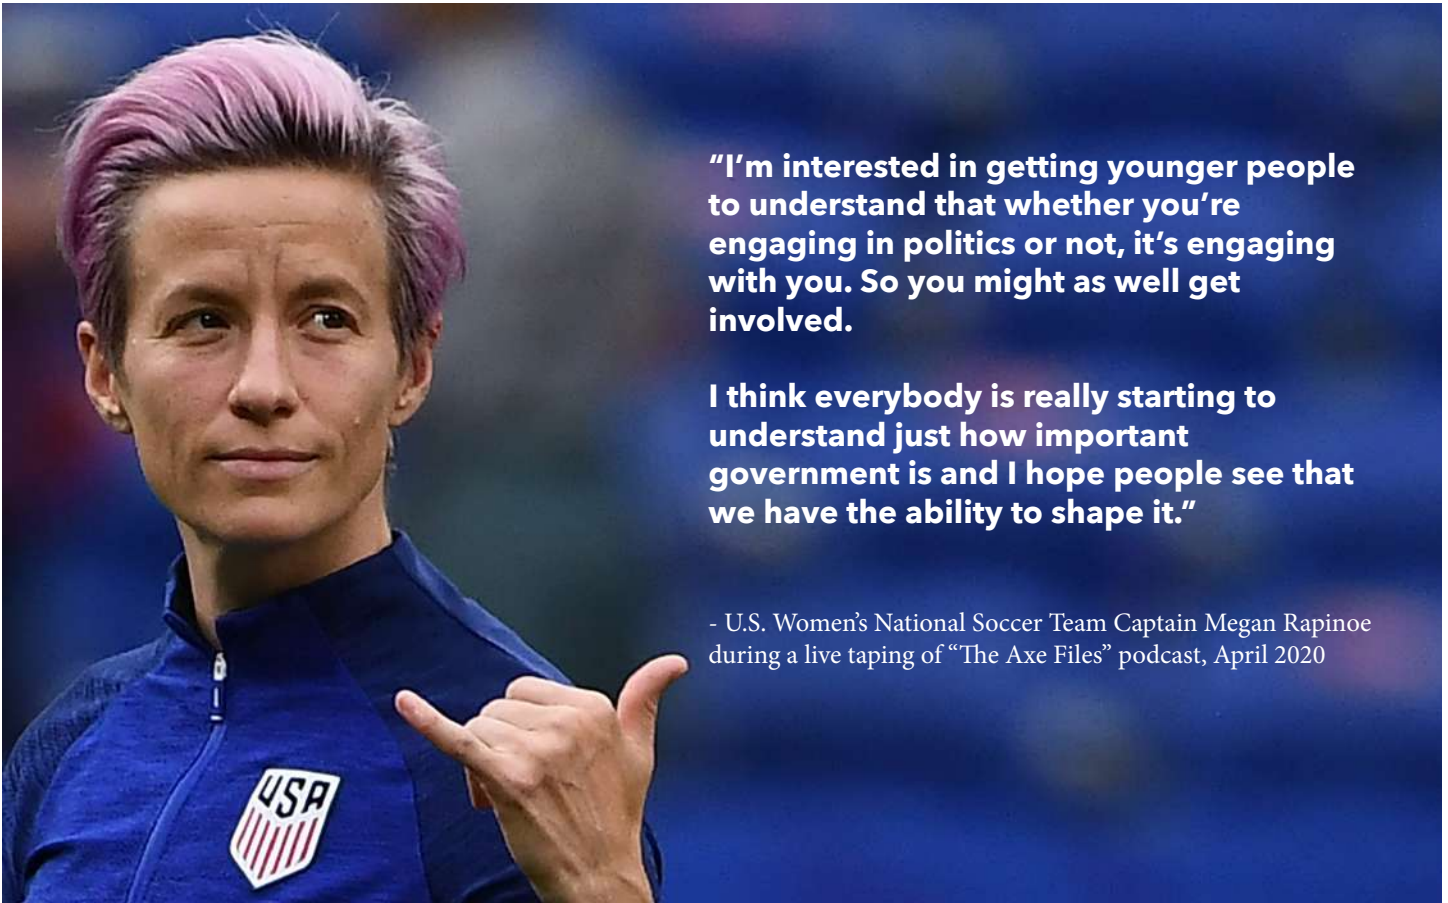 “I’m interested in getting younger people
to understand that whether you’re
engaging in politics or not, it’s engaging
with you. So you might as well get
involved.
I think everybody is really starting to
understand just how important
government is and I hope people see that
we have the ability to shape it.”
- U.S. Women’s National Soccer Team Captain Megan Rapinoe
during a live taping of “The Axe Files” podcast, April 2020
USA